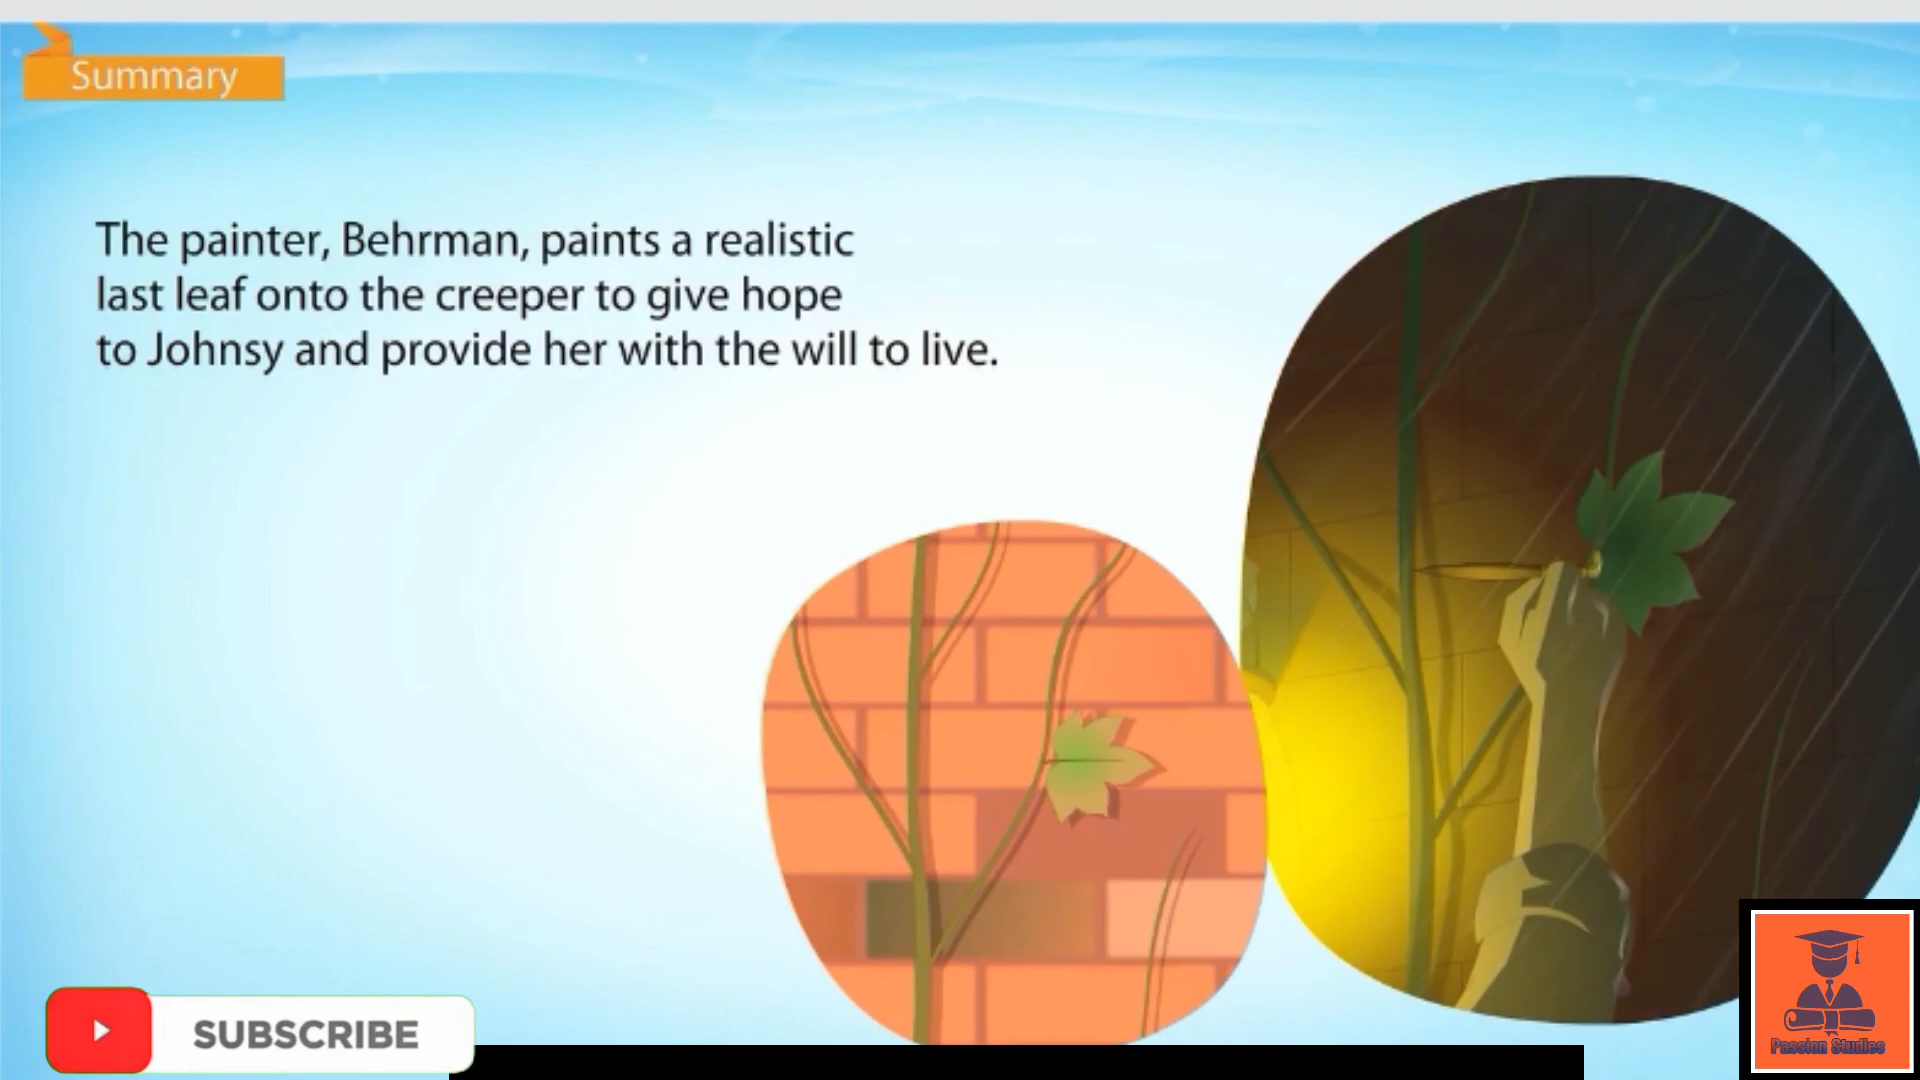 Summary
The painter, Behrman, paints a realistic
last leaf onto the creeper to give hope
to Johnsy and provide her with the will to live.
SUBSCRIBE
Passion Studies